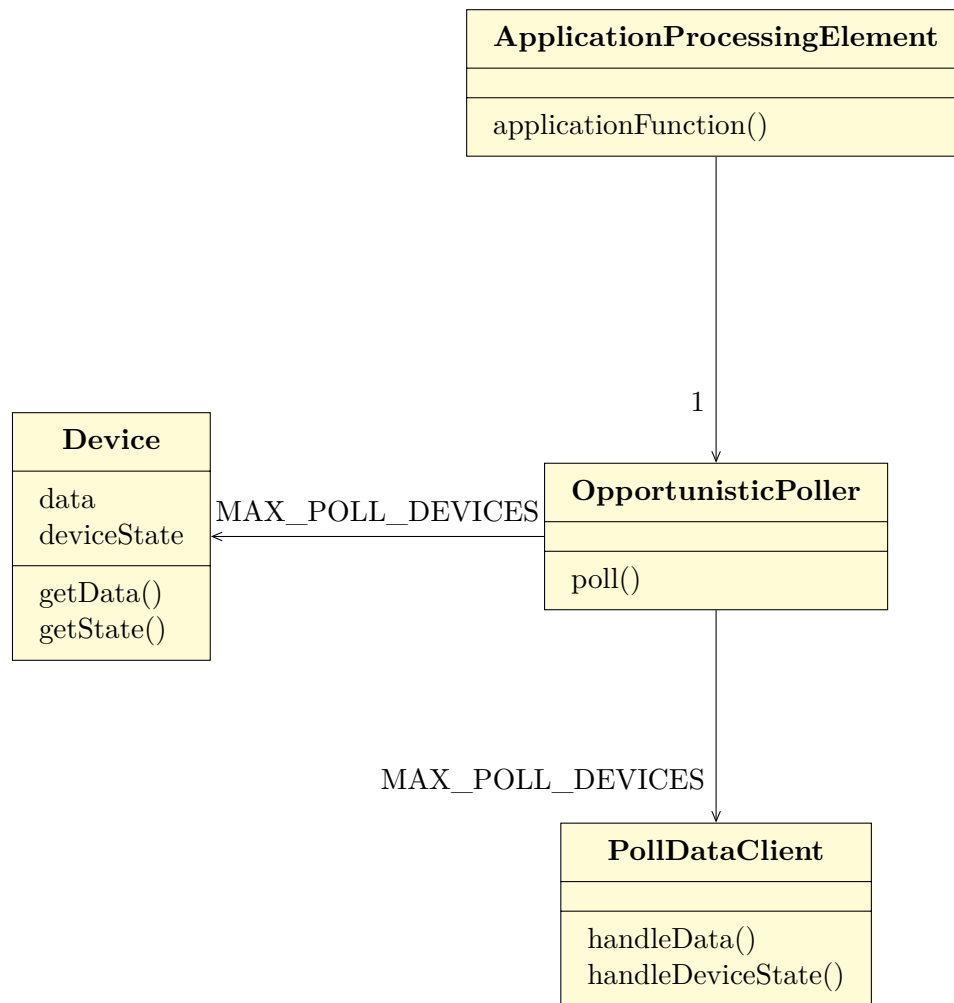 ApplicationProcessingElement
applicationFunction()
1
Device
data
deviceState
getData()
getState()
MAX_POLL_DEVICES
OpportunisticPoller
poll()
MAX_POLL_DEVICES
PollDataClient
handleData()
handleDeviceState()